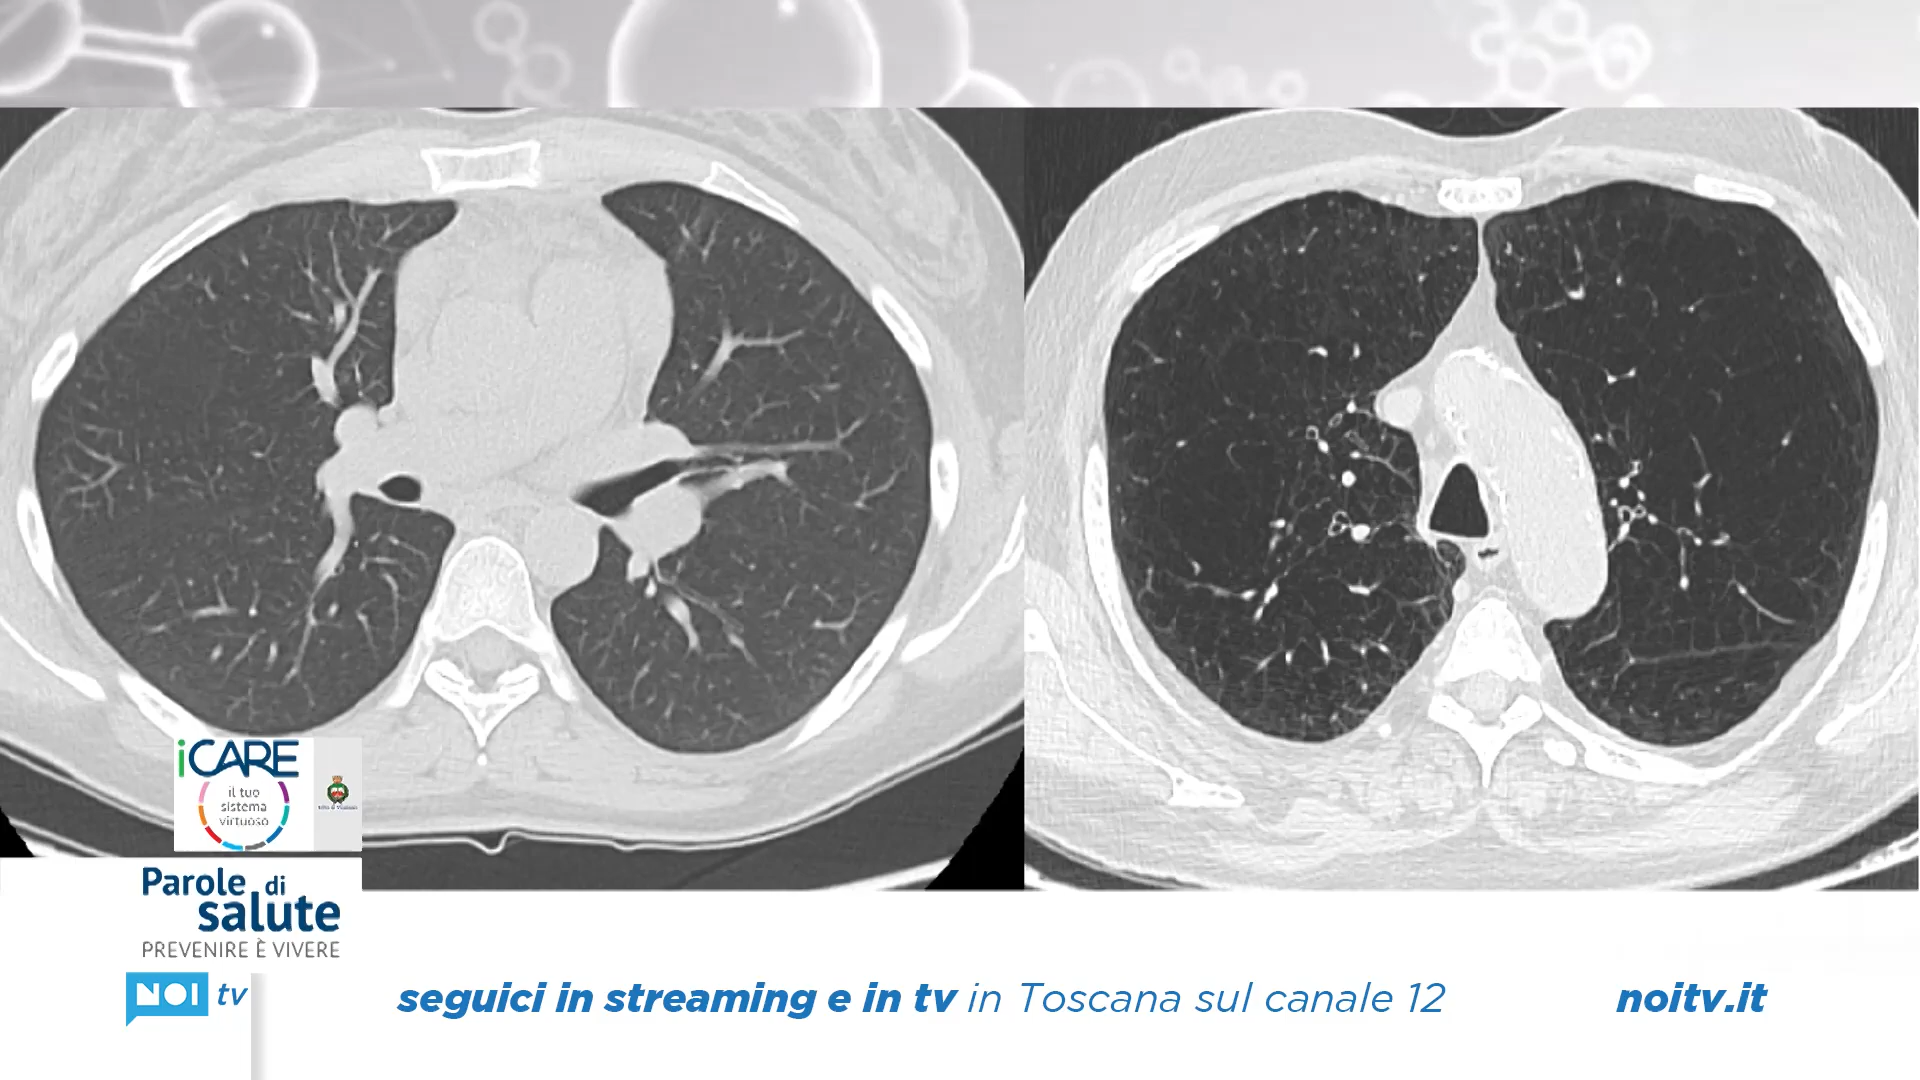 iCARE
il tuo
sistema
virtuoso
Parole di
salute
PREVENIRE È VIVERE
NOI tv
seguici in streaming e in tv in Toscana sul canale 12
noitv.it